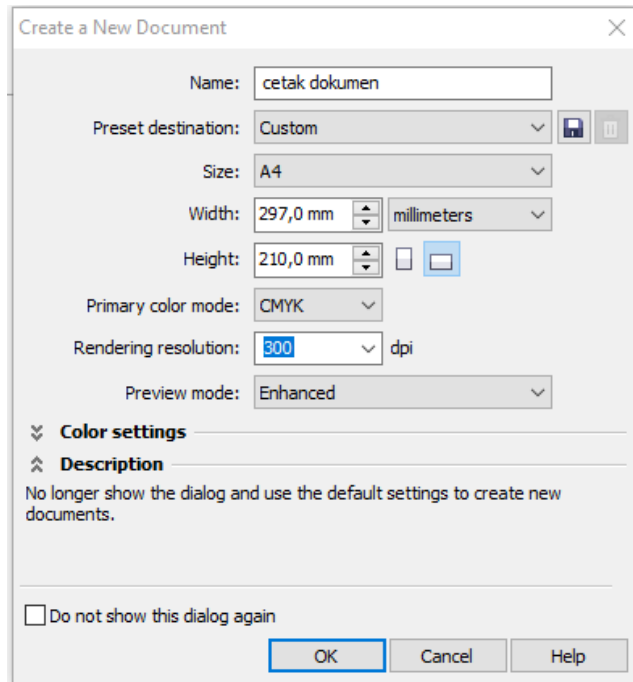 Create a New Document
Name: cetak dokumen
Preset destination: Custom
Size: A4
Width: 297,0 mm millimeters
Height: 210,0 mm
Primary color mode: CMYK
Rendering resolution: 300 dpi
Preview mode: Enhanced
Color settings
Description
No longer show the dialog and use the default settings to create new
documents.
Do not show this dialog again
OK Cancel Help